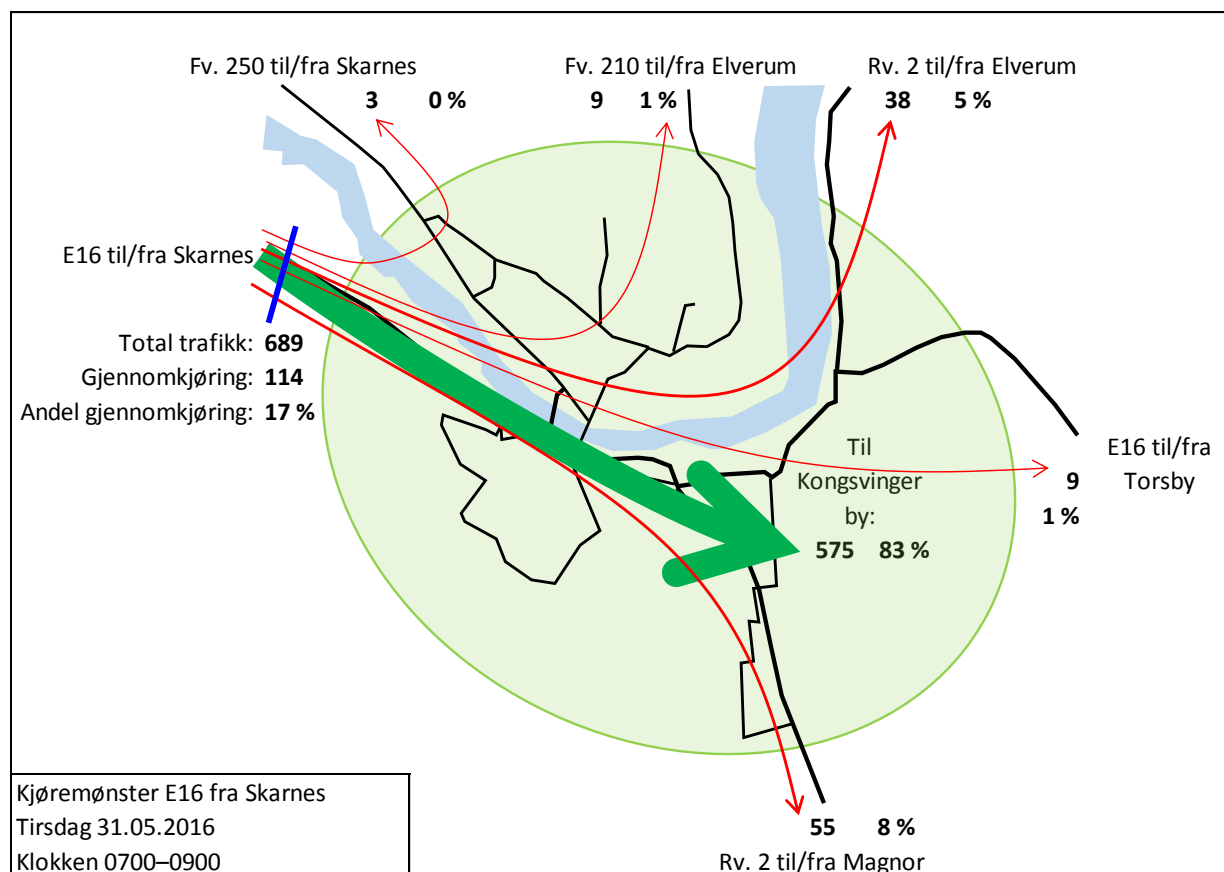 Fv. 250 til/fra Skarnes
3 0 %
Fv. 210 til/fra Elverum
9 1 %
Rv. 2 til/fra Elverum
38 5 %
E16 til/fra Skarnes
Total trafikk: 689
Gjennomkjøring: 114
Andel gjennomkjøring: 17 %
Til
Kongsvinger
by:
575 83 %
E16 til/fra
Torsby
9
1 %
55 8 %
Rv. 2 til/fra Magnor
Kjøremønster E16 fra Skarnes
Tirsdag 31.05.2016
Klokken 0700–0900